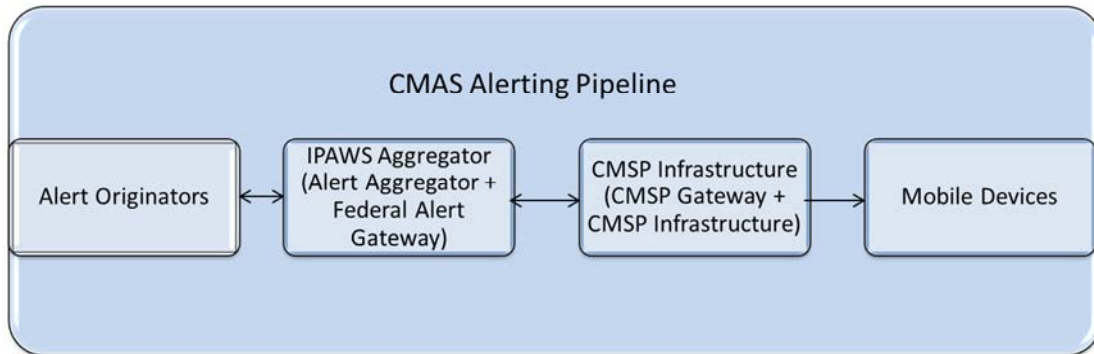 CMAS Alerting Pipeline
Alert Originators
IPAWS Aggregator
(Alert Aggregator +
Federal Alert
Gateway)
CMSP Infrastructure
(CMSP Gateway +
CMSP Infrastructure)
Mobile Devices